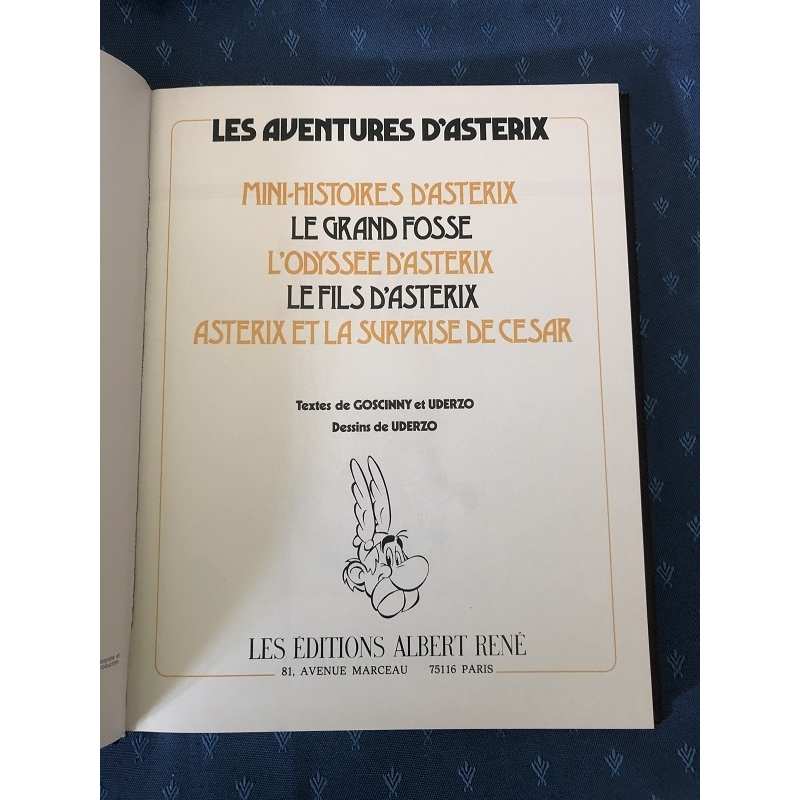 LES AVENTURES D'ASTERIX
MINI-HISTOIRES D'ASTERIX
LE GRAND FOSSE
L'ODYSSEE D'ASTERIX
LE FILS D'ASTERIX
ASTERIX ET LA SURPRISE DE CESAR
Textes de GOSCINNY et UDERZO
Dessins de UDERZO
LES ÉDITIONS ALBERT RENÉ
81, AVENUE MARCEAU 75116 PARIS